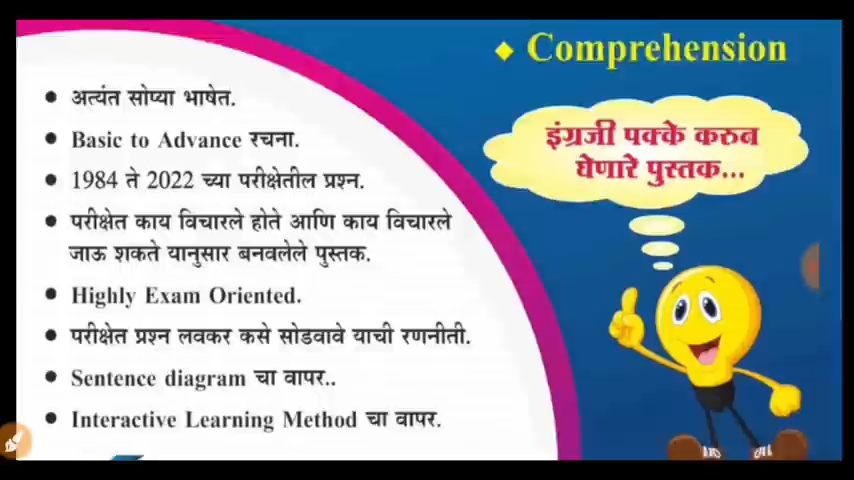 ◆ Comprehension
इंग्रजी पक्के करुन
घेणारे पुस्तक...
• अत्यंत सोप्या भाषेत.
• Basic to Advance रचना.
• 1984 ते 2022 च्या परीक्षेतील प्रश्न.
• परीक्षेत काय विचारले होते आणि काय विचारले
जाऊ शकते यानुसार बनवलेले पुस्तक.
• Highly Exam Oriented.
• परीक्षेत प्रश्न लवकर कसे सोडवावे याची रणनीती.
• Sentence diagram चा वापर..
• Interactive Learning Method चा वापर.